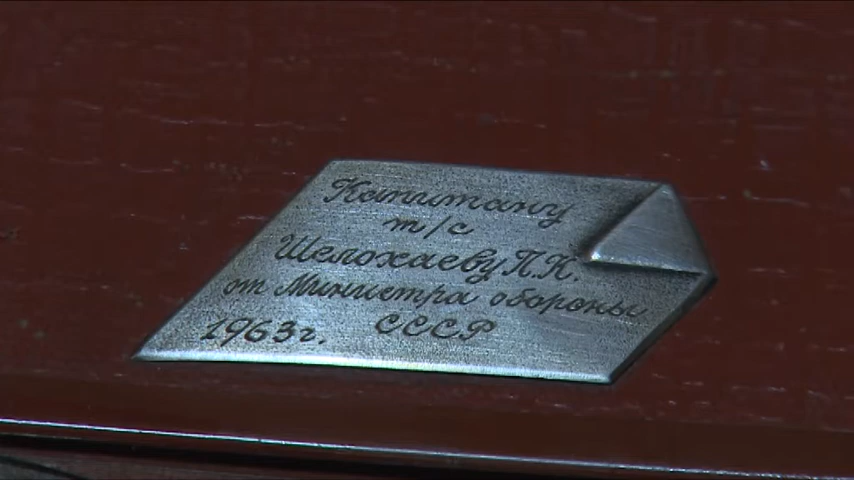 Капитану
т/с
Шелохаеву П.К.
от Министра обороны
СССР
1963г.